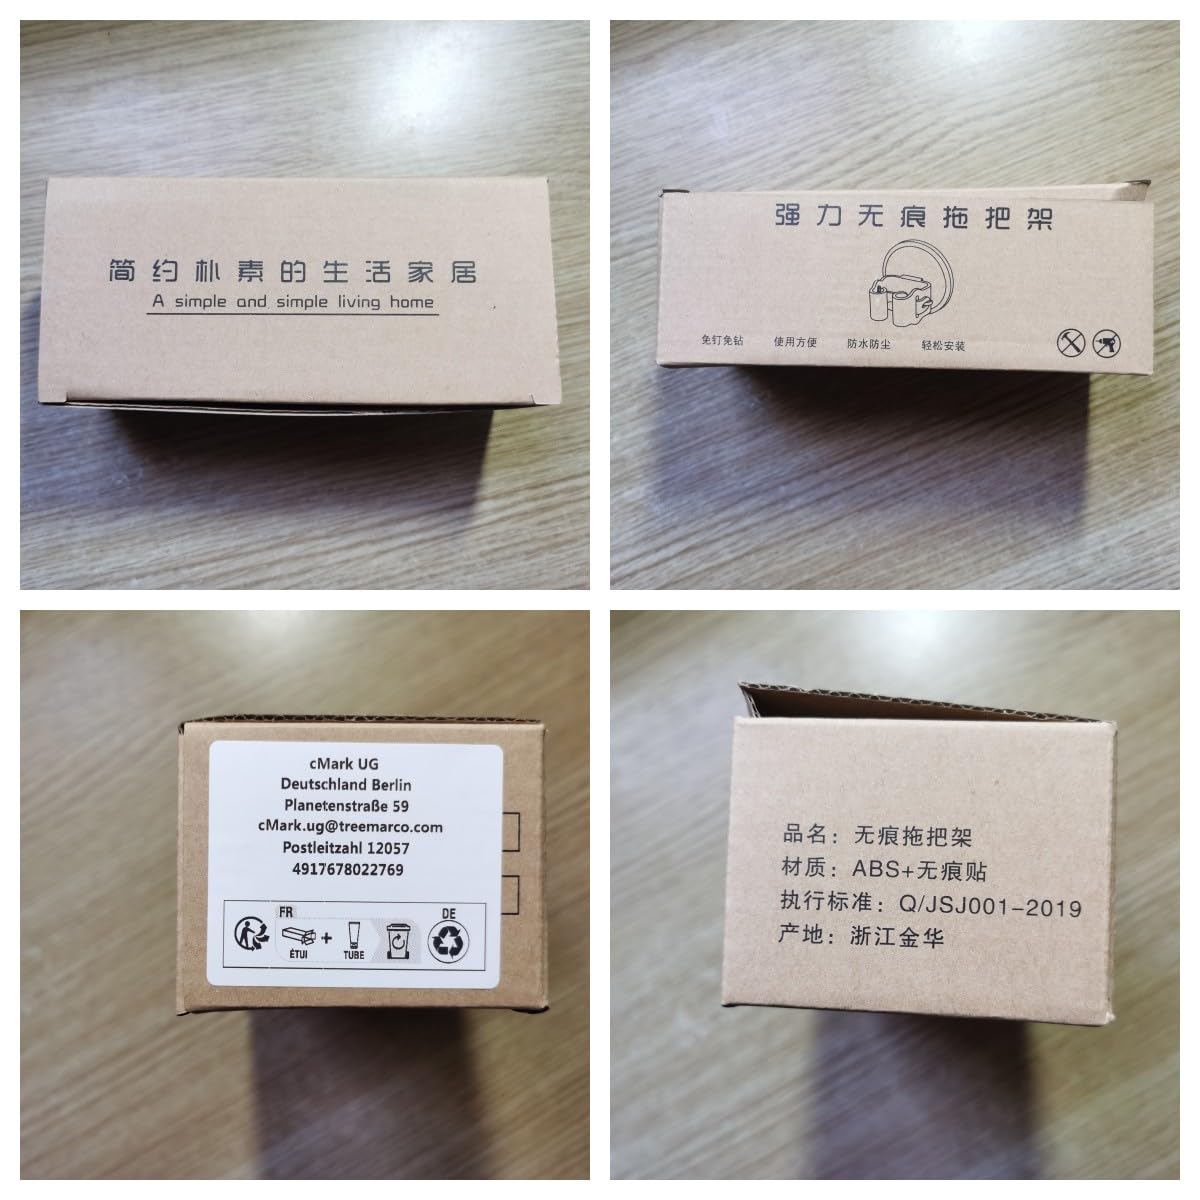 简约朴素的生活家居
A simple and simple living home
强力无痕拖把架
免钉免钻 使用方便 防水防尘 轻松安装
cMark UG
Deutschland Berlin
Planetenstraße 59
cMark.ug@treemarco.com
Postleitzahl 12057
4917678022769
FR
DE
ÉTUI
+
TUBE
品名：无痕拖把架
材质：ABS+无痕贴
执行标准：Q/JSJ001-2019
产地：浙江金华